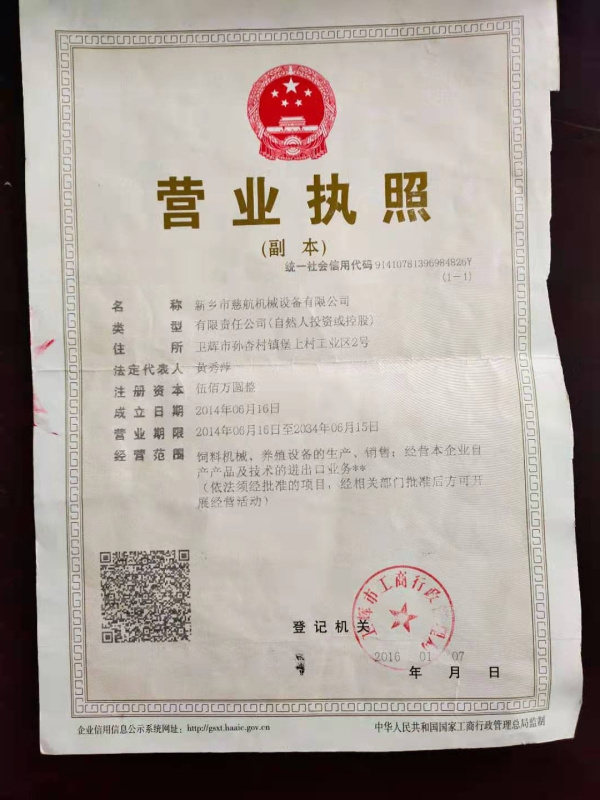 营业执照
(副 本)
统一社会信用代码 91410781396984826Y
(1-1)
名 称 新乡市慈航机械设备有限公司
类 型 有限责任公司(自然人投资或控股)
住 所 卫辉市孙杏村镇堡上村工业区2号
法定代表人 黄秀萍
注册资本 伍佰万圆整
成立日期 2014年06月16日
营业期限 2014年06月16日至2034年06月15日
经营范围 饲料机械、养殖设备的生产、销售;经营本企业自
产产品及技术的进出口业务**
(依法须经批准的项目,经相关部门批准后方可开
展经营活动)
卫辉市工商行政管理局
登记机关
2016 01 07
年 月 日
企业信用信息公示系统网址:http://gsxt.haaic.gov.cn
中华人民共和国国家工商行政管理总局监制